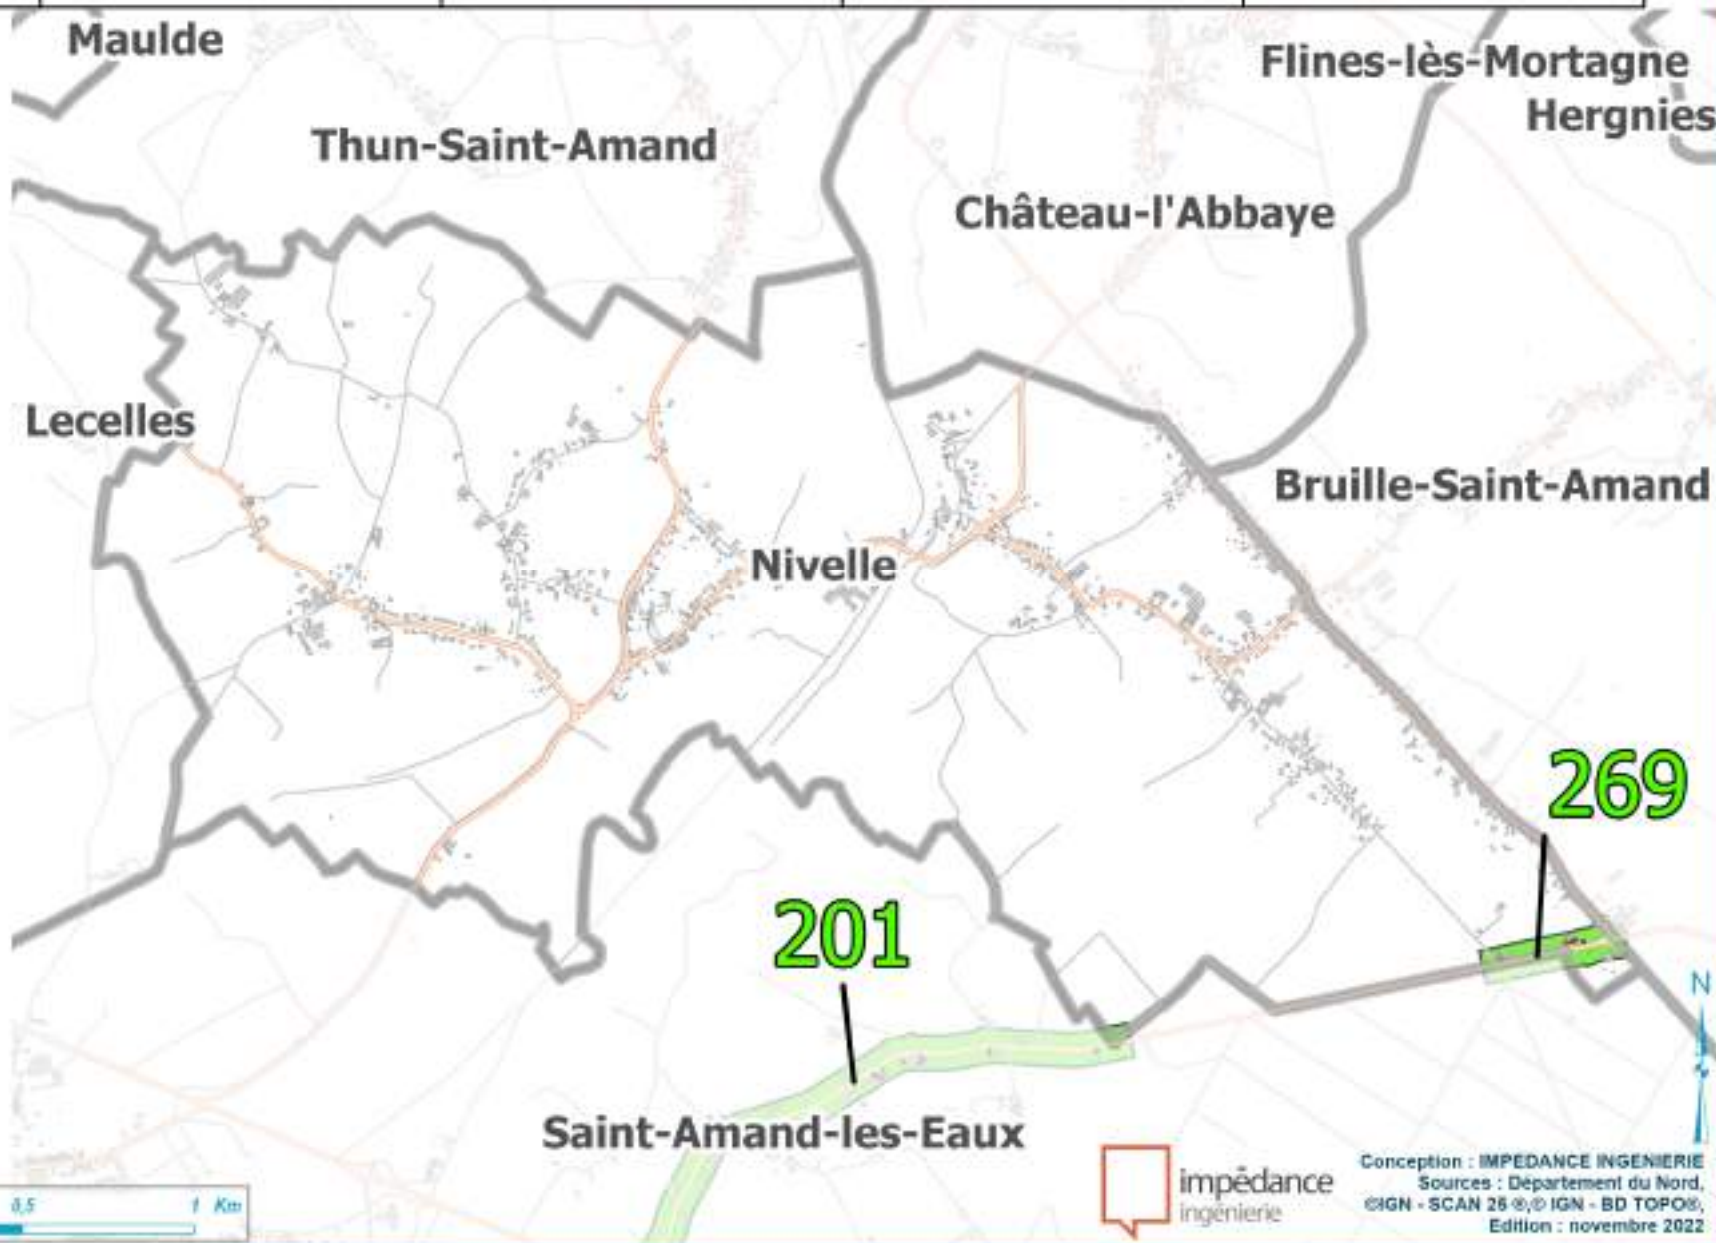 Maulde
Flines-lès-Mortagne
Hergnies
Thun-Saint-Amand
Château-l'Abbaye
Lecelles
Bruille-Saint-Amand
Nivelle
269
201
N
Saint-Amand-les-Eaux
impédance
ingénierie
Conception : IMPEDANCE INGENIERIE
Sources : Département du Nord,
©IGN - SCAN 25 ®,© IGN - BD TOPO®,
Edition : novembre 2022
0,5 1 Km